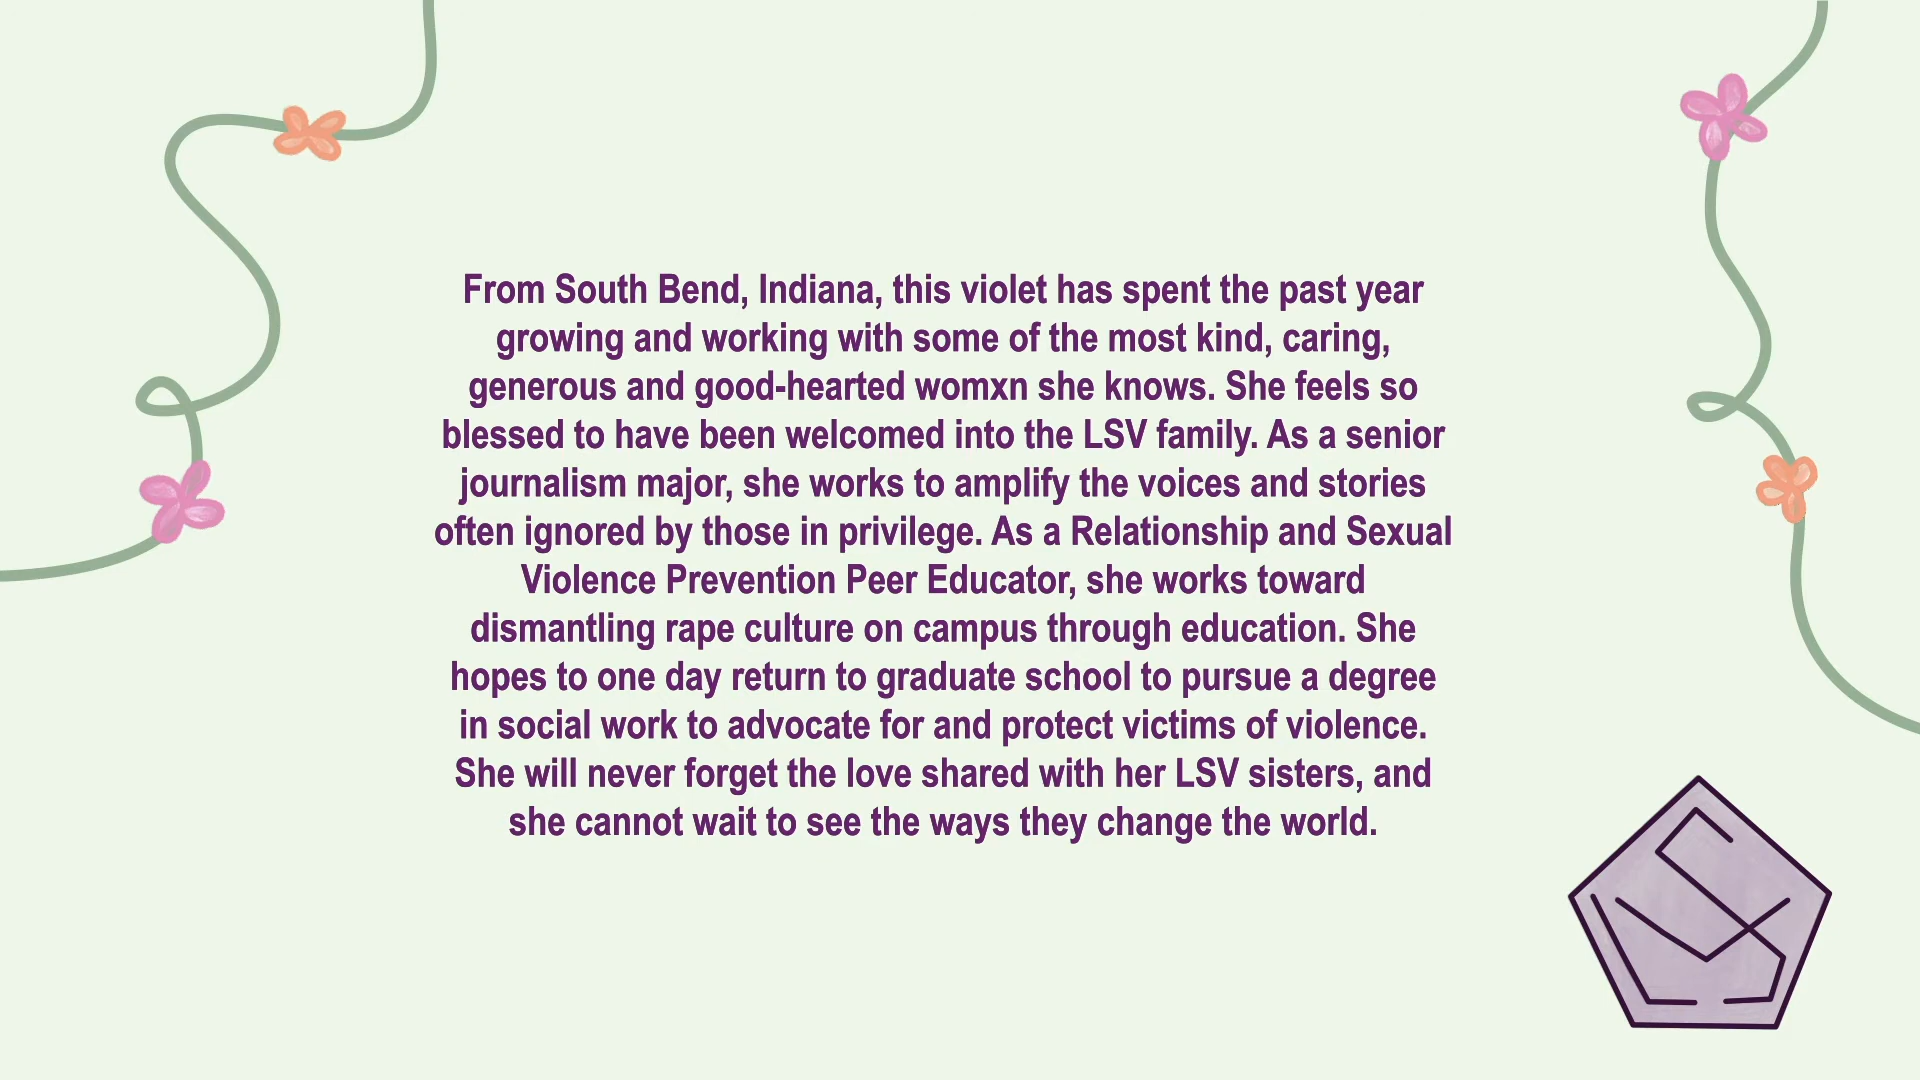 From South Bend, Indiana, this violet has spent the past year
growing and working with some of the most kind, caring,
generous and good-hearted womxn she knows. She feels so
blessed to have been welcomed into the LSV family. As a senior
journalism major, she works to amplify the voices and stories
often ignored by those in privilege. As a Relationship and Sexual
Violence Prevention Peer Educator, she works toward
dismantling rape culture on campus through education. She
hopes to one day return to graduate school to pursue a degree
in social work to advocate for and protect victims of violence.
She will never forget the love shared with her LSV sisters, and
she cannot wait to see the ways they change the world.
LSV